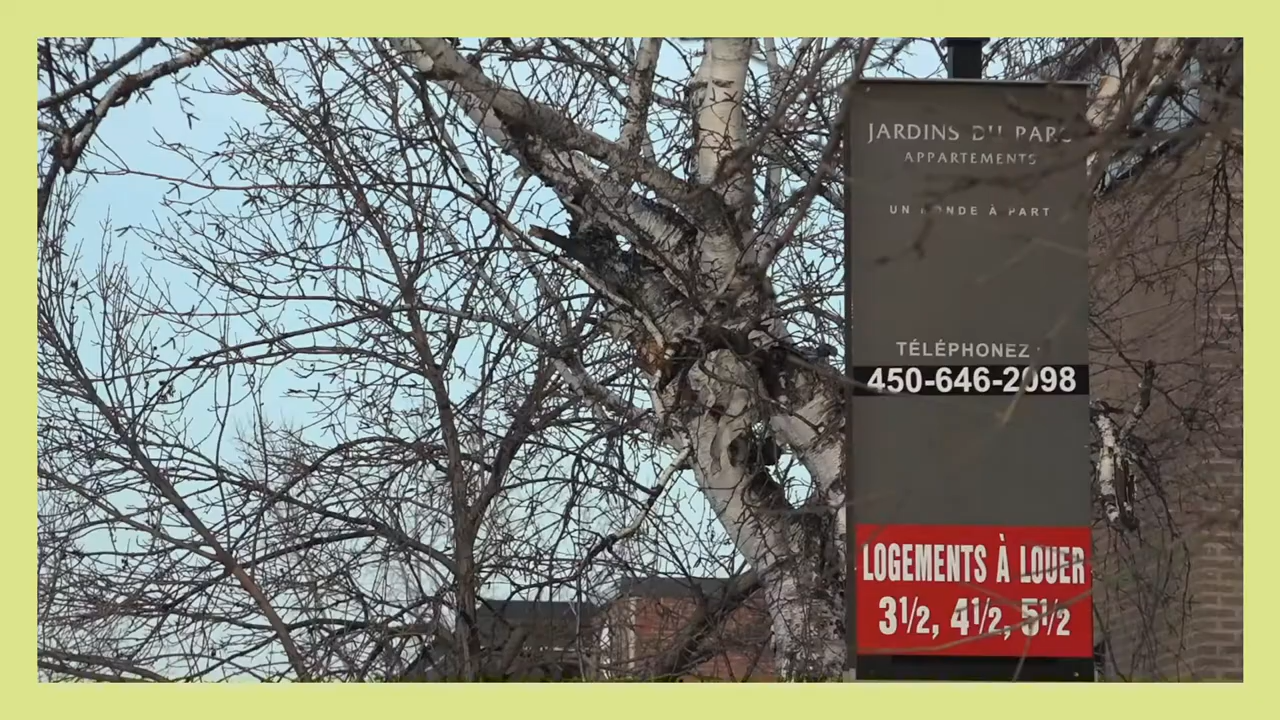 JARDINS DU PARC
APPARTEMENTS
UN MONDE À PART
TÉLÉPHONEZ :
450-646-2098
LOGEMENTS À LOUER
3½, 4½, 5½